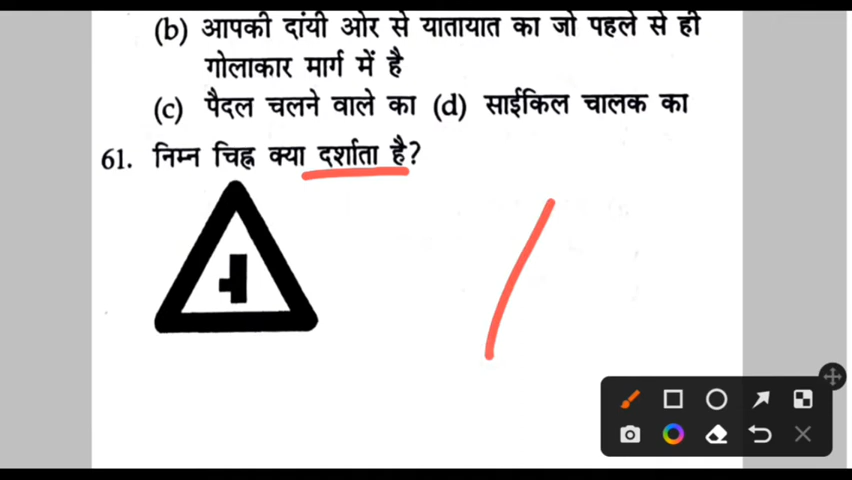 (b) आपकी दांयी ओर से यातायात का जो पहले से ही
गोलाकार मार्ग में है
(c) पैदल चलने वाले का (d) साईकिल चालक का
61. निम्न चिह्न क्या दर्शाता है?